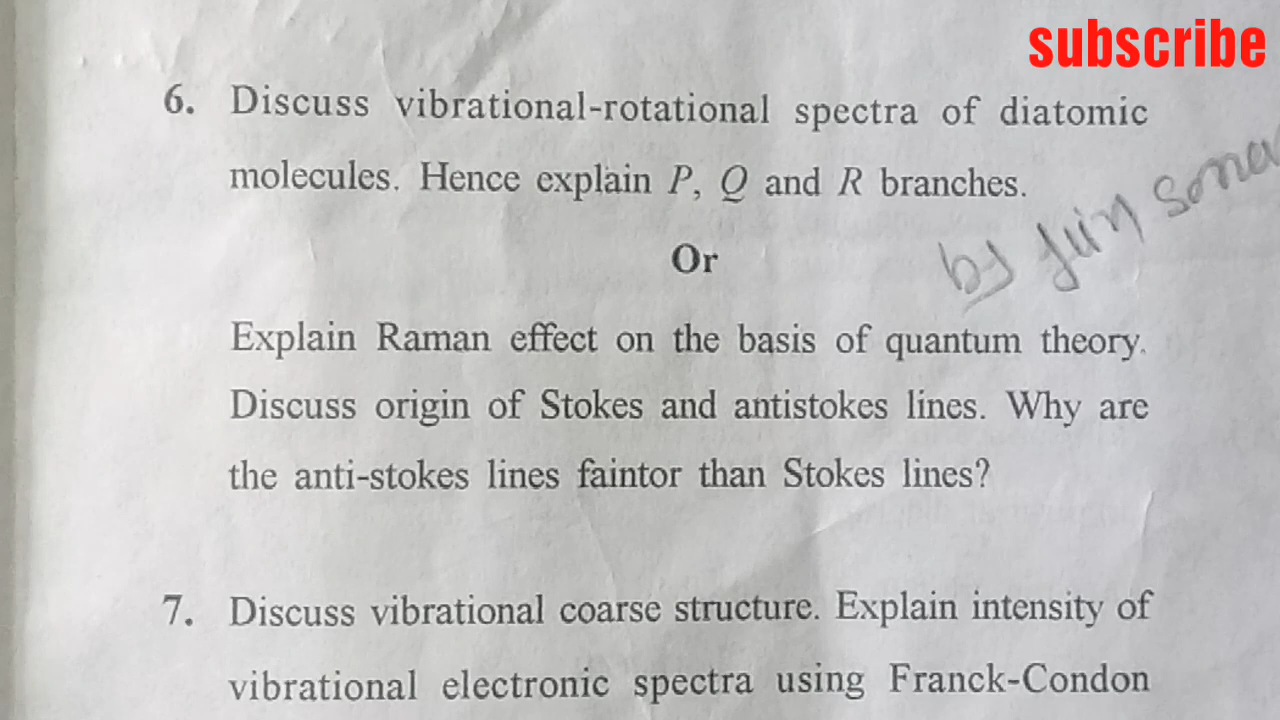 subscribe
6. Discuss vibrational-rotational spectra of diatomic
molecules. Hence explain P, Q and R branches.
Or
by
Explain Raman effect on the basis of quantum theory.
Discuss origin of Stokes and antistokes lines. Why are
the anti-stokes lines faintor than Stokes lines?
7. Discuss vibrational coarse structure. Explain intensity of
vibrational electronic spectra using Franck-Condon